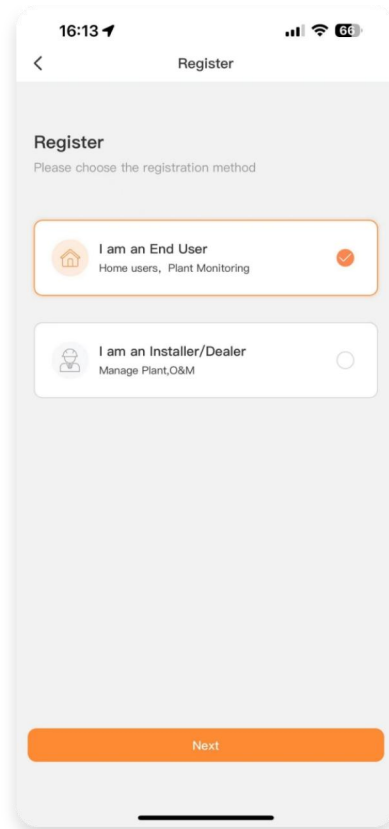 16:13
66
Register
Register
Please choose the registration method
I am an End User
Home users, Plant Monitoring
I am an Installer/Dealer
Manage Plant,O&M
Next